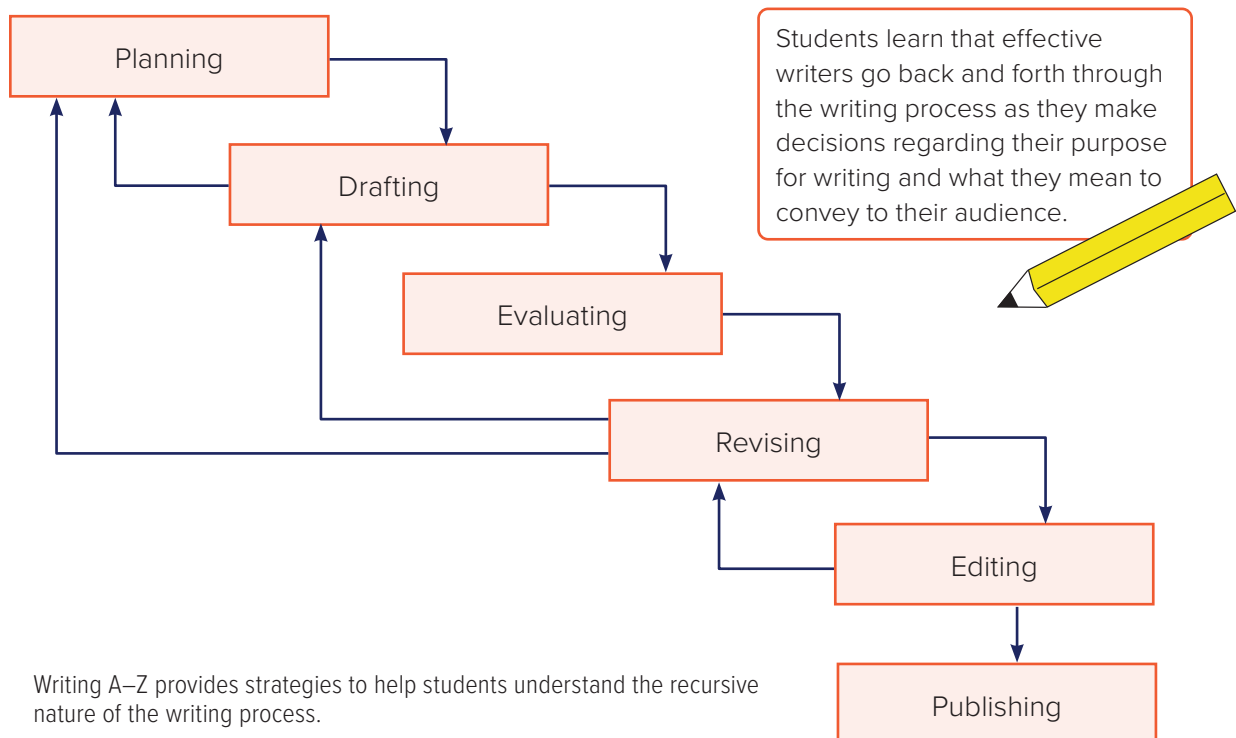 Planning
Students learn that effective
writers go back and forth through
the writing process as they make
decisions regarding their purpose
for writing and what they mean to
convey to their audience.
Drafting
Evaluating
Revising
Editing
Writing A–Z provides strategies to help students understand the recursive
nature of the writing process.
Publishing